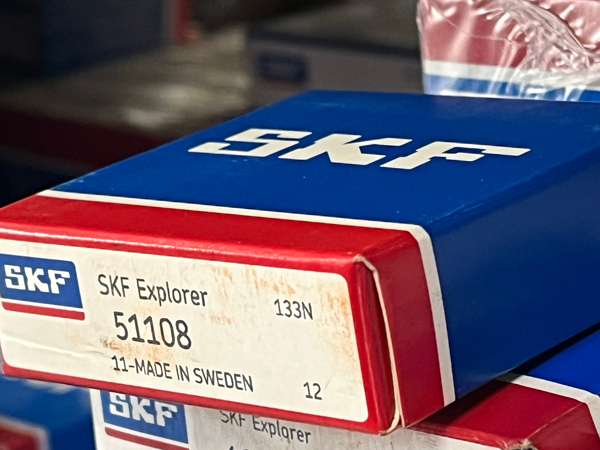 SKF
SKF
SKF Explorer
133N
51108
11-MADE IN SWEDEN
12
SKF
SKF Explorer